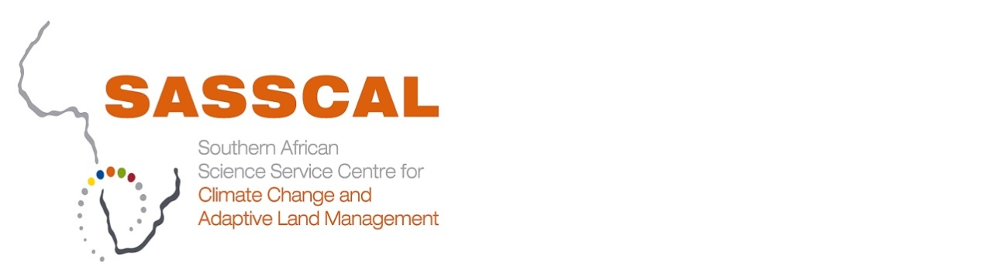 SASSCAL
Southern African
Science Service Centre for
Climate Change and
Adaptive Land Management